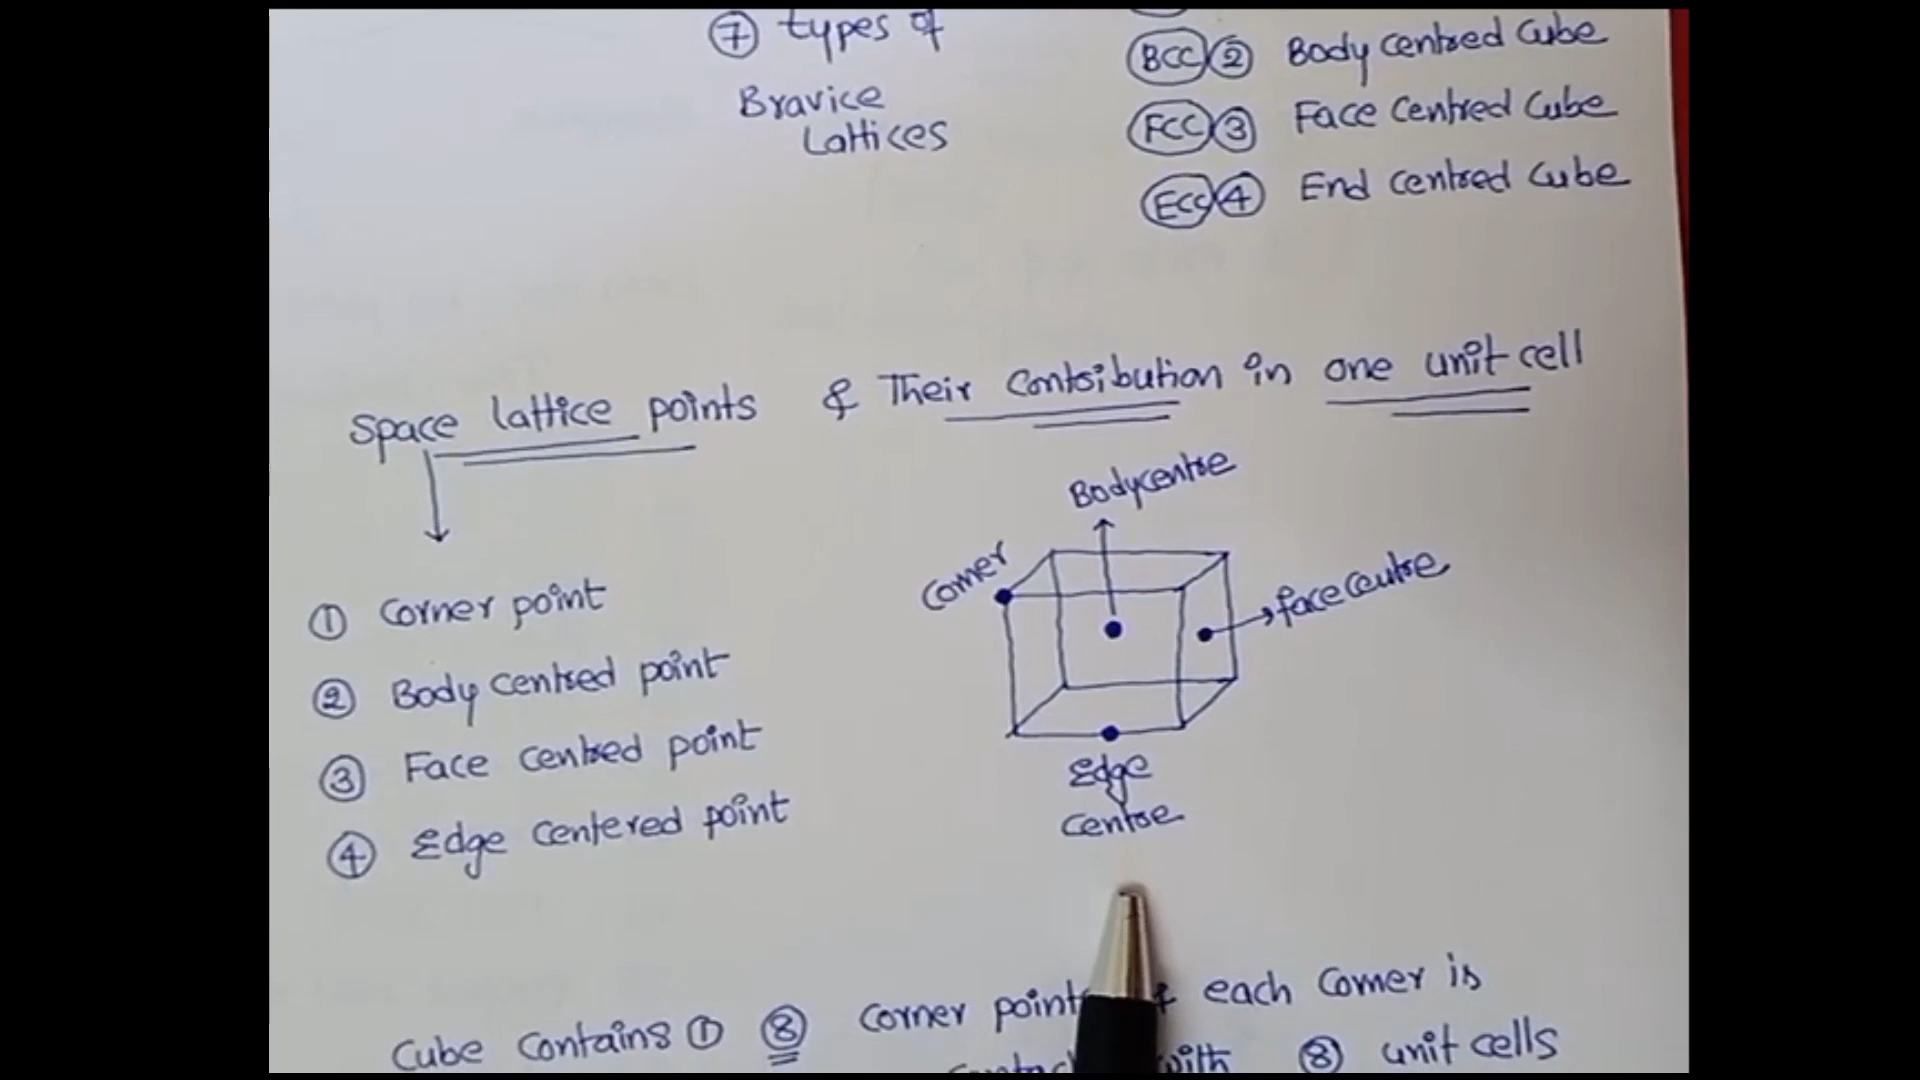 ⑦ types of
Bravice
Lattices
BCC ② Body centred cube
FCC ③ Face centred cube
ECC ④ End centred cube
Space lattice points & Their contribution in one unit cell
① Corner point
② Body centred point
③ Face centred point
④ Edge centered point
Bodycentre
Corner
face centre
Edge
centre
Cube contains ① ⑧ corner points each corner is
with ⑧ unit cells